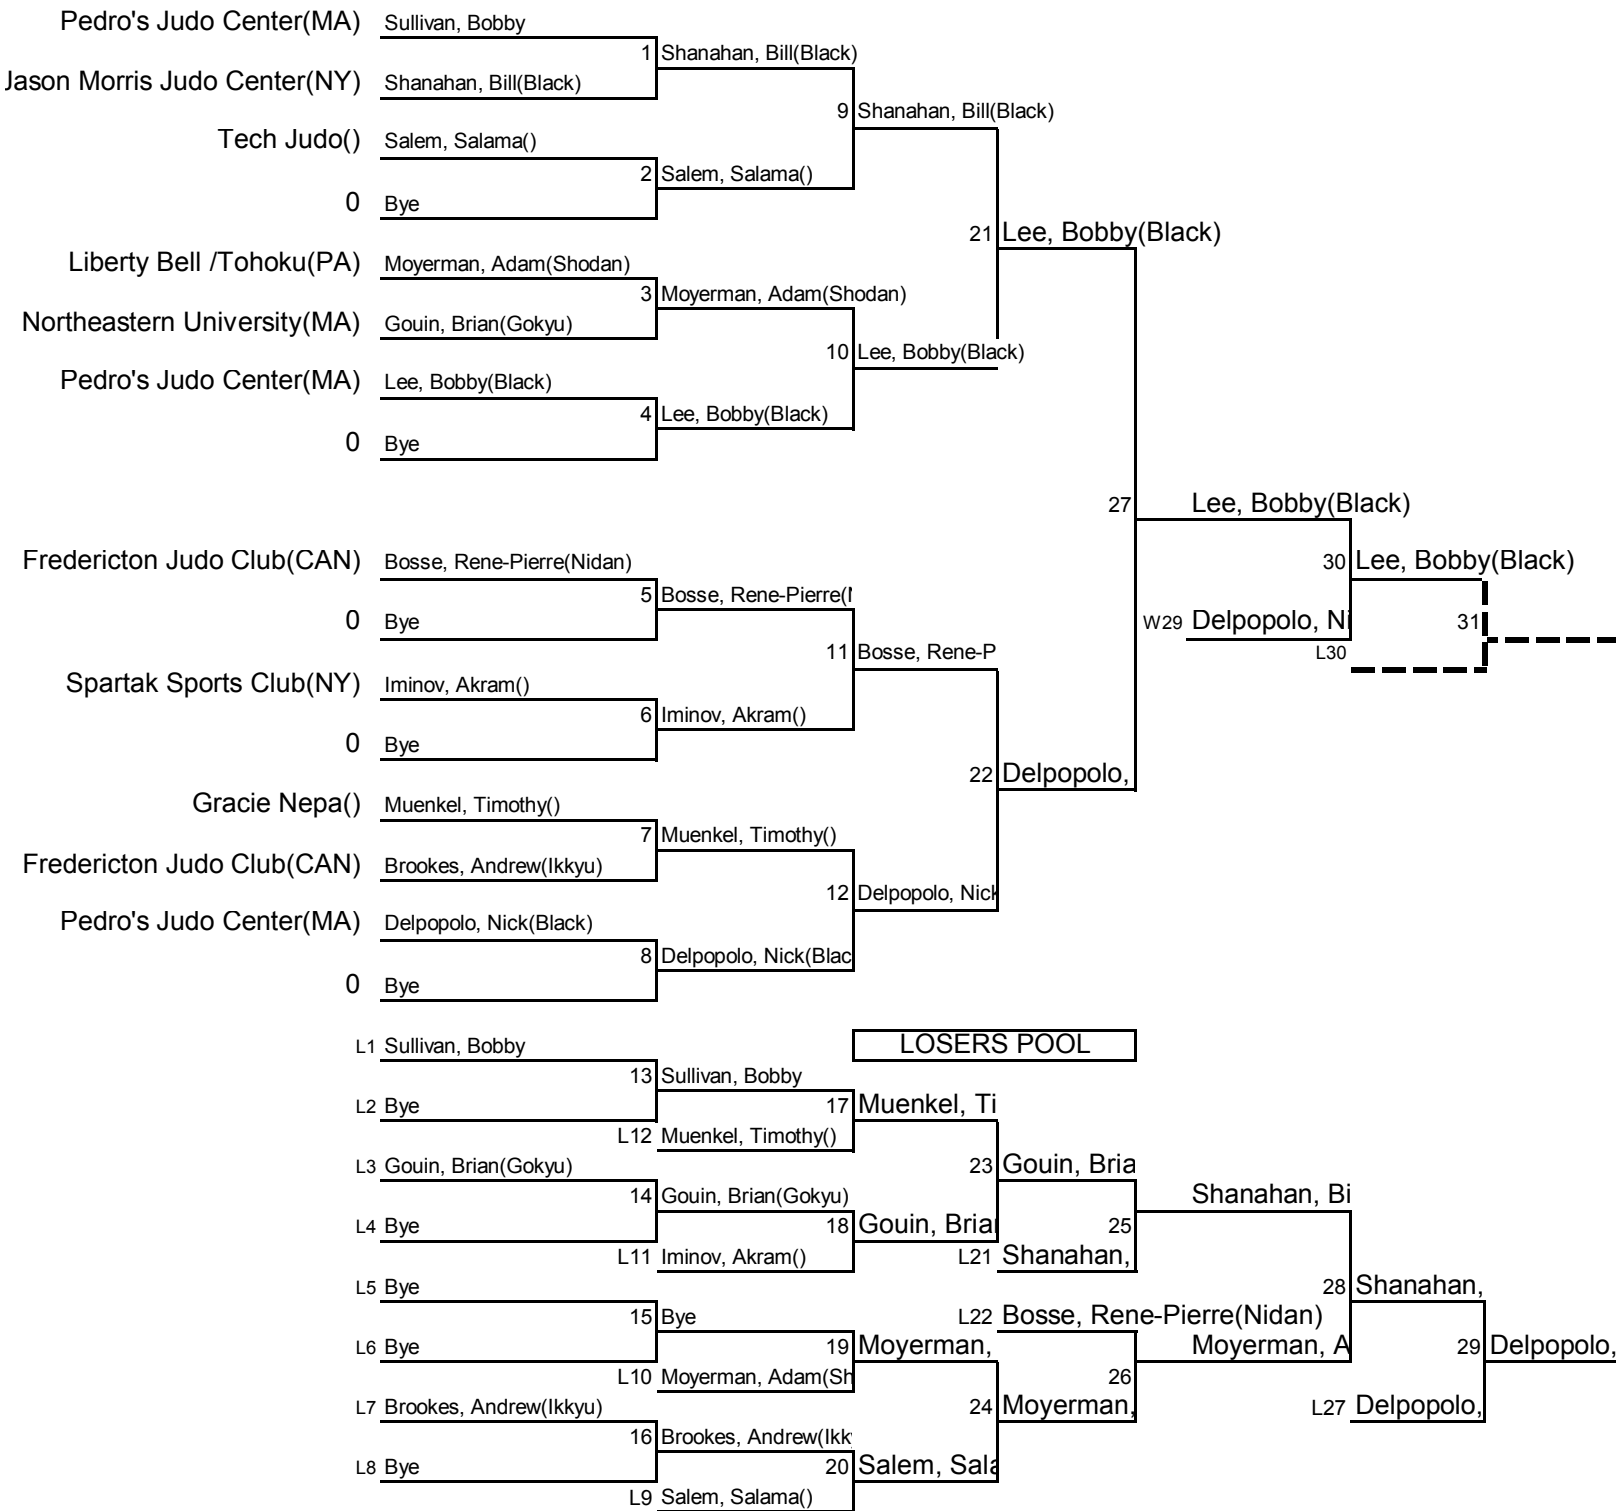 Pedro's Judo Center(MA) Sullivan, Bobby
1 Shanahan, Bill(Black)
Jason Morris Judo Center(NY) Shanahan, Bill(Black)
9 Shanahan, Bill(Black)
Tech Judo() Salem, Salama()
2 Salem, Salama()
0 Bye
21 Lee, Bobby(Black)
Liberty Bell /Tohoku(PA) Moyerman, Adam(Shodan)
3 Moyerman, Adam(Shodan)
Northeastern University(MA) Gouin, Brian(Gokyu)
10 Lee, Bobby(Black)
Pedro's Judo Center(MA) Lee, Bobby(Black)
4 Lee, Bobby(Black)
0 Bye
27 Lee, Bobby(Black)
Fredericton Judo Club(CAN) Bosse, Rene-Pierre(Nidan)
30 Lee, Bobby(Black)
5 Bosse, Rene-Pierre(
0 Bye
W29 Delpopolo, Ni
31
11 Bosse, Rene-P
L30
Spartak Sports Club(NY) Iminov, Akram()
6 Iminov, Akram()
0 Bye
22 Delpopolo,
Gracie Nepa() Muenkel, Timothy()
7 Muenkel, Timothy()
Fredericton Judo Club(CAN) Brookes, Andrew(Ikkyu)
12 Delpopolo, Nick
Pedro's Judo Center(MA) Delpopolo, Nick(Black)
8 Delpopolo, Nick(Blac
0 Bye
L1 Sullivan, Bobby
LOSERS POOL
13 Sullivan, Bobby
L2 Bye
17 Muenkel, Ti
L12 Muenkel, Timothy()
L3 Gouin, Brian(Gokyu)
23 Gouin, Bria
14 Gouin, Brian(Gokyu)
Shanahan, Bi
L4 Bye
18 Gouin, Bria
25
L11 Iminov, Akram()
L21 Shanahan,
L5 Bye
28 Shanahan,
15 Bye
L22 Bosse, Rene-Pierre(Nidan)
L6 Bye
19 Moyerman,
Moyerman, A
29 Delpopolo,
L10 Moyerman, Adam(Sh
26
L7 Brookes, Andrew(Ikkyu)
24 Moyerman,
L27 Delpopolo,
16 Brookes, Andrew(Ikk
L8 Bye
20 Salem, Sala
L9 Salem, Salama()